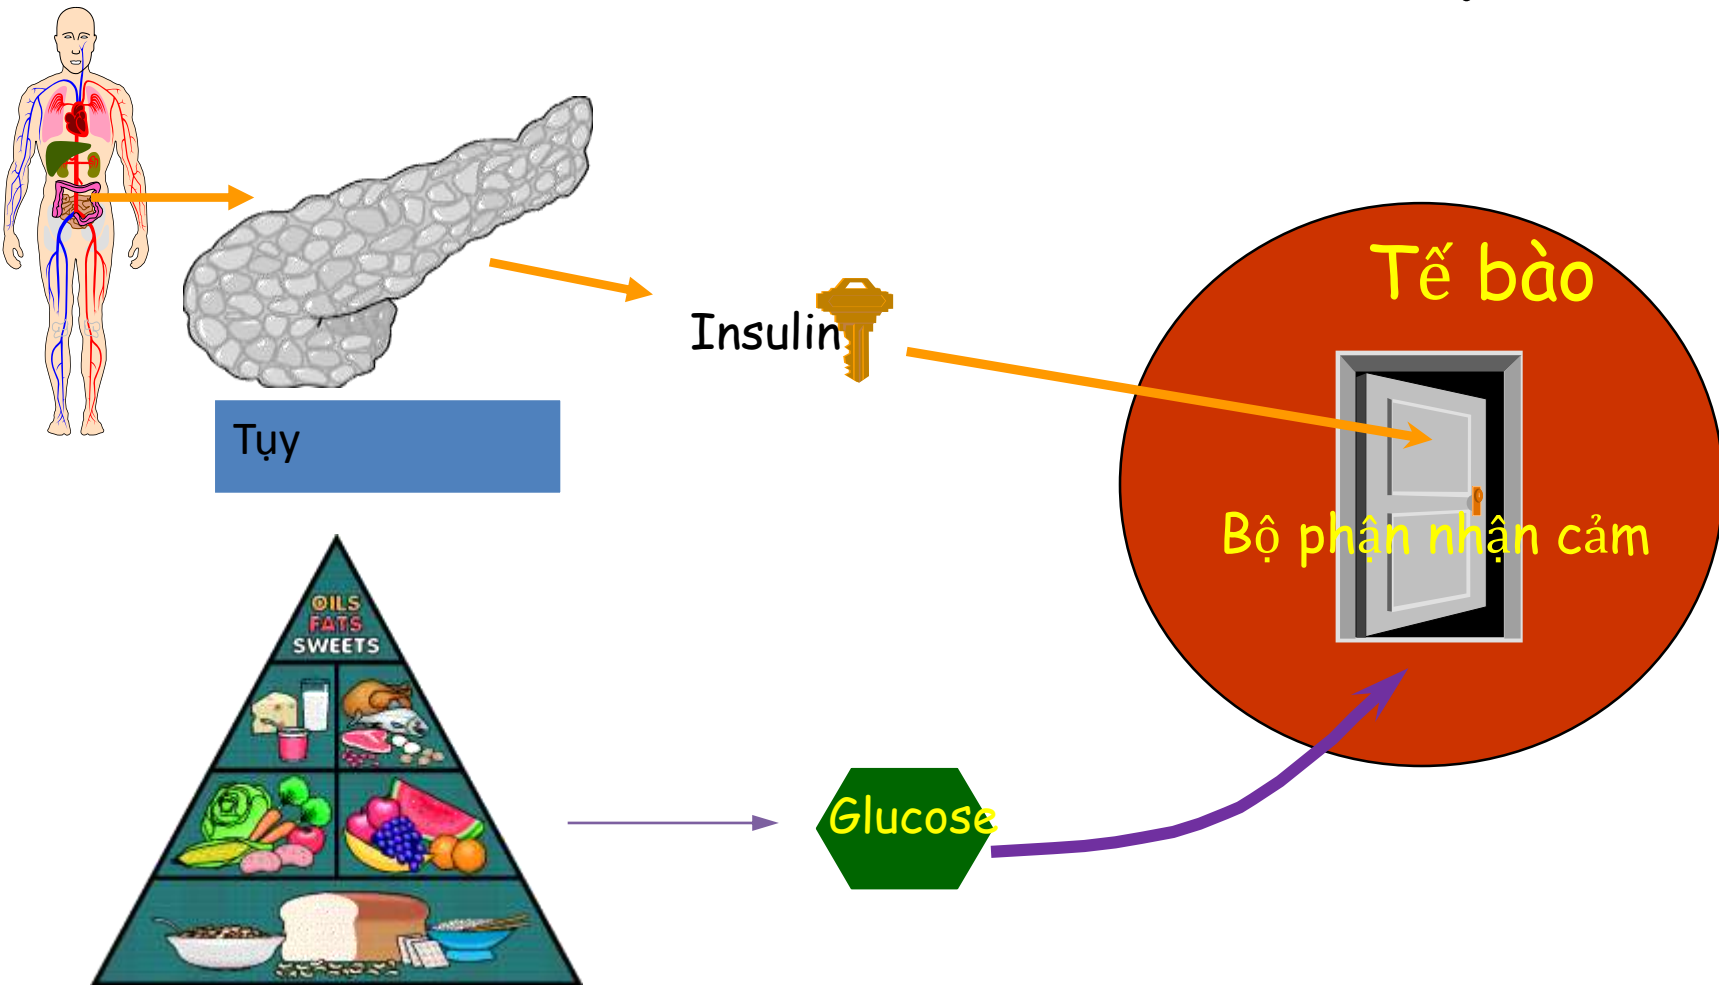 Tế bào
Insulin
Tụy
Bộ phận nhận cảm
OILS
FATS
SWEETS
Glucose